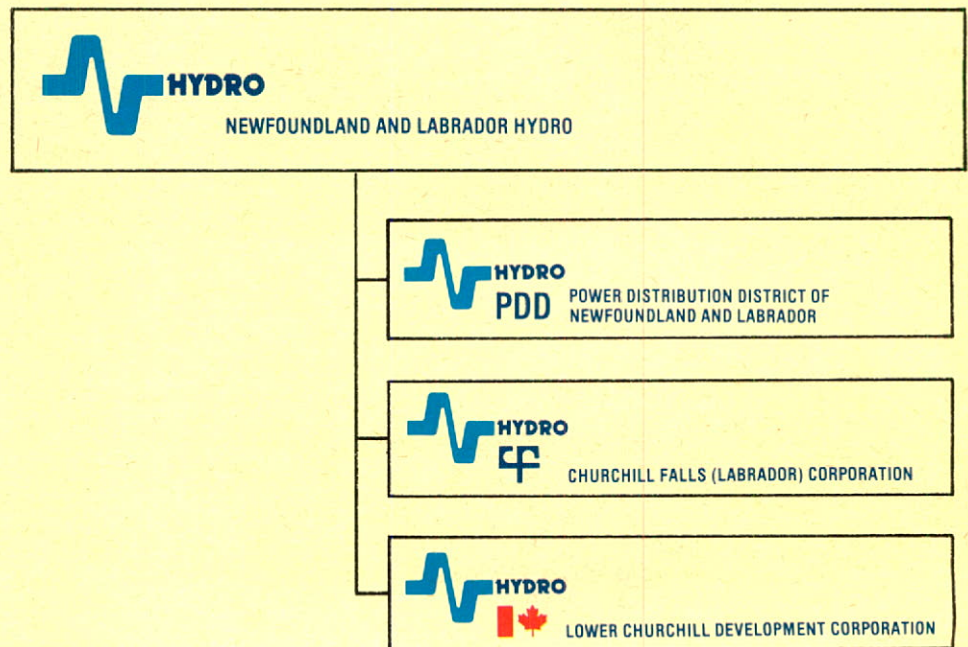 HYDRO
NEWFOUNDLAND AND LABRADOR HYDRO
HYDRO
PDD
POWER DISTRIBUTION DISTRICT OF
NEWFOUNDLAND AND LABRADOR
HYDRO
CF
CHURCHILL FALLS (LABRADOR) CORPORATION
HYDRO
LOWER CHURCHILL DEVELOPMENT CORPORATION